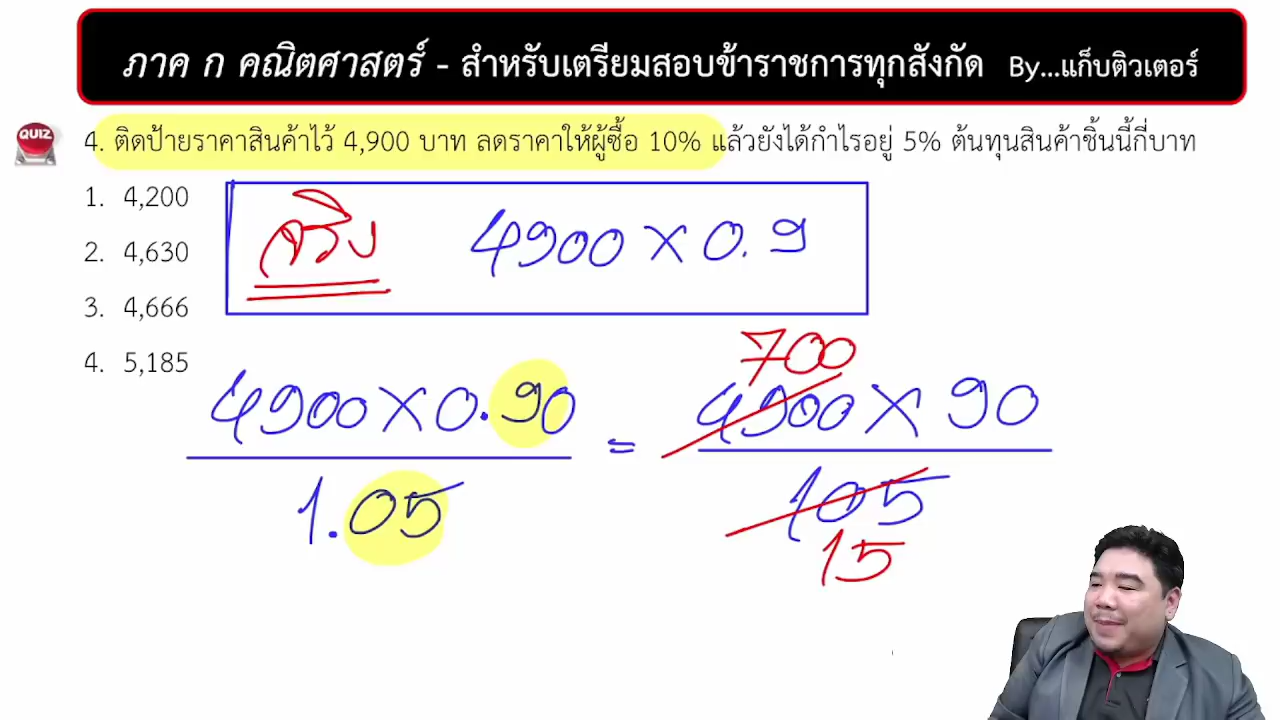 ภาค ก คณิตศาสตร์ - สำหรับเตรียมสอบข้าราชการทุกสังกัด By...แก็บติวเตอร์
QUIZ
4. ติดป้ายราคาสินค้าไว้ 4,900 บาท ลดราคาให้ผู้ซื้อ 10% แล้วยังได้กำไรอยู่ 5% ต้นทุนสินค้าชิ้นนี้กี่บาท
1. 4,200
2. 4,630
3. 4,666
4. 5,185
จริง 4900 × 0.9
700
4900 × 0.90 = 4900 × 90
1.05 105
15